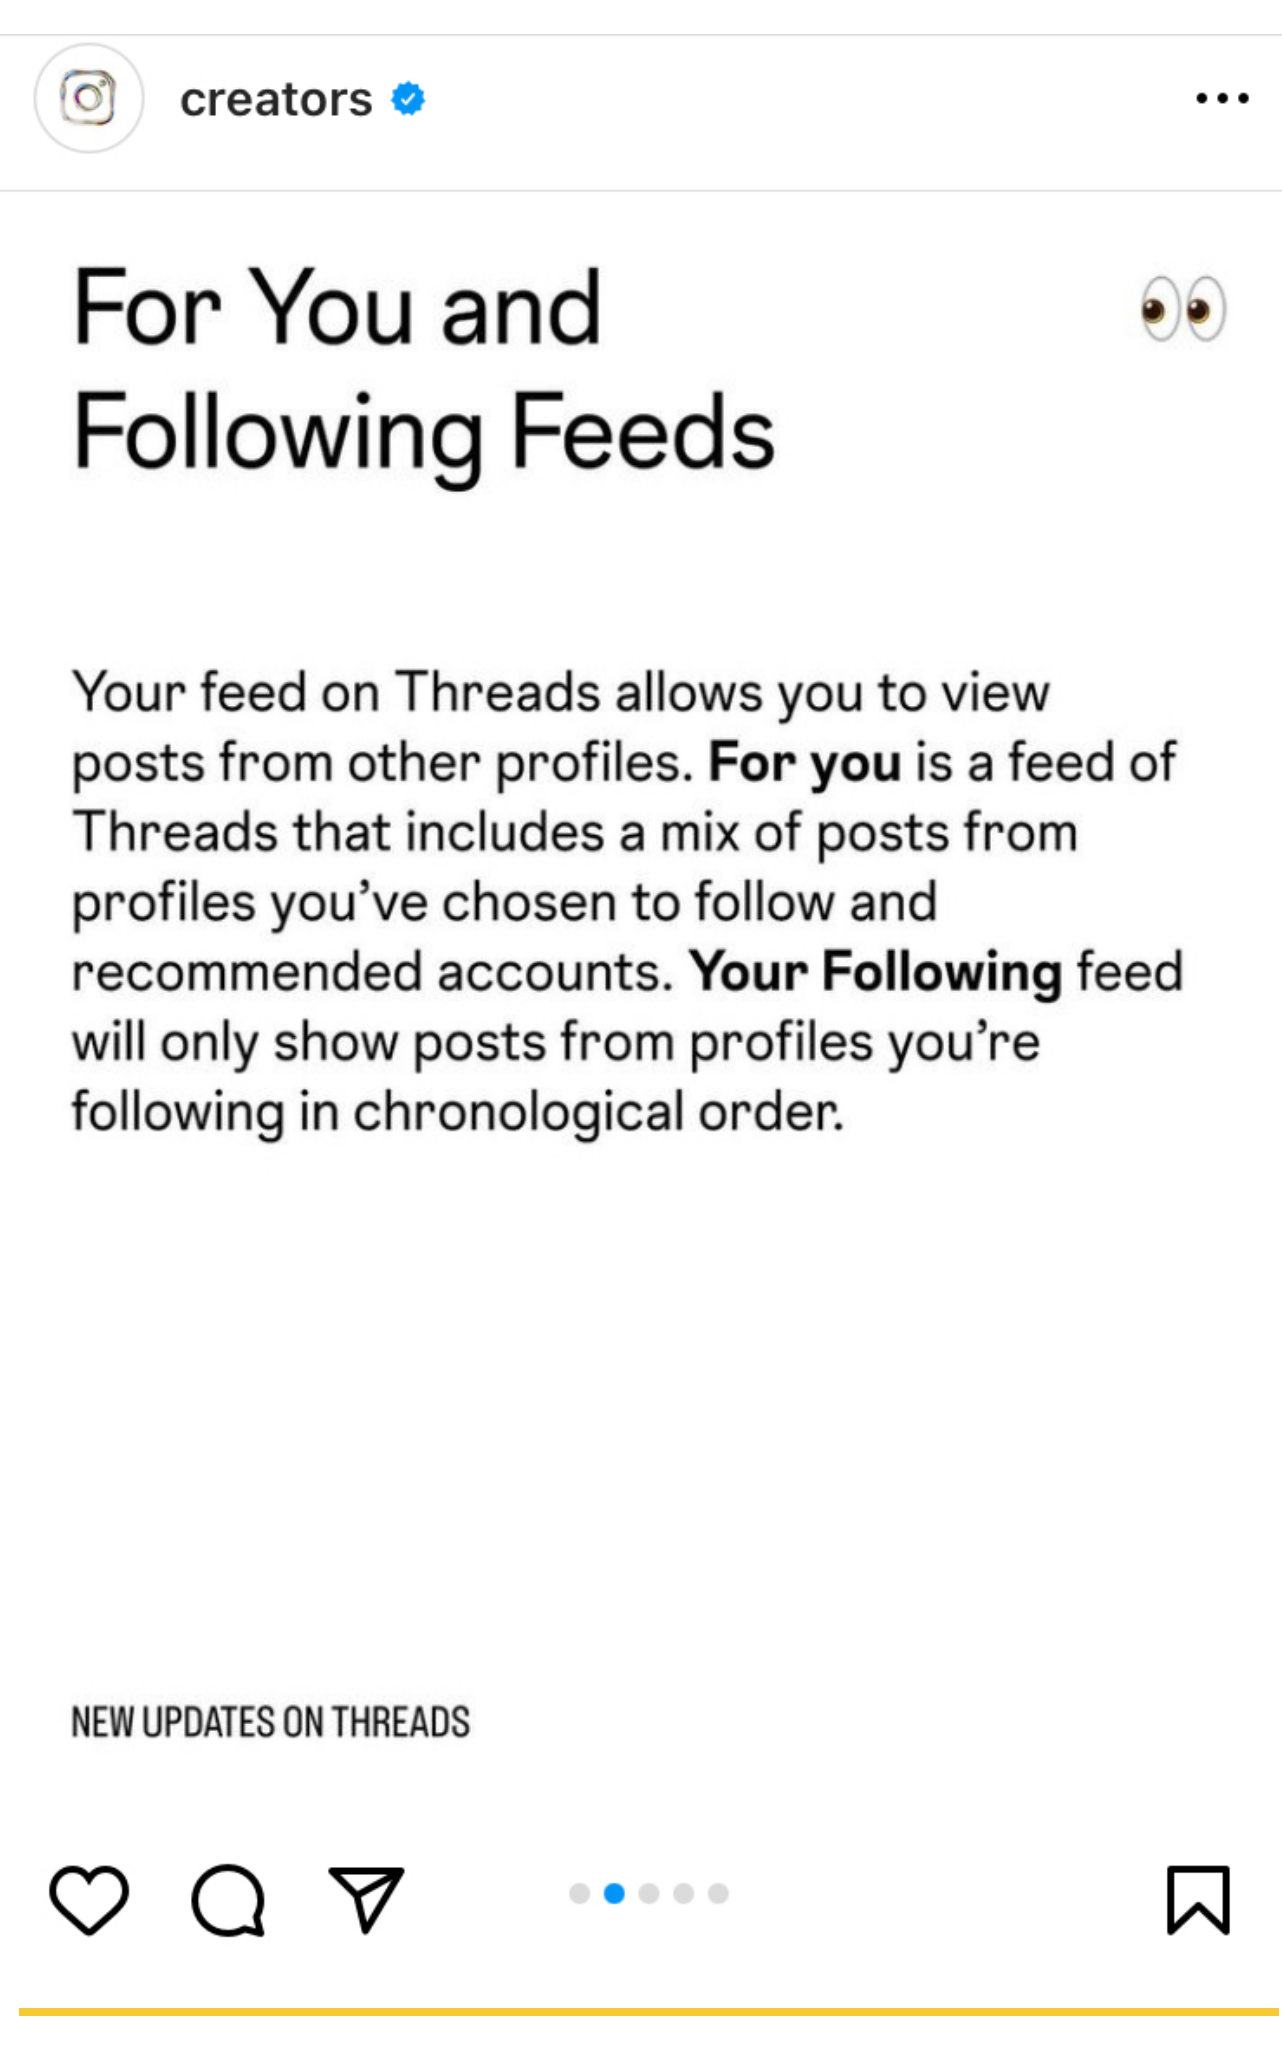 creators
For You and
Following Feeds
Your feed on Threads allows you to view
posts from other profiles. For you is a feed of
Threads that includes a mix of posts from
profiles you’ve chosen to follow and
recommended accounts. Your Following feed
will only show posts from profiles you’re
following in chronological order.
NEW UPDATES ON THREADS